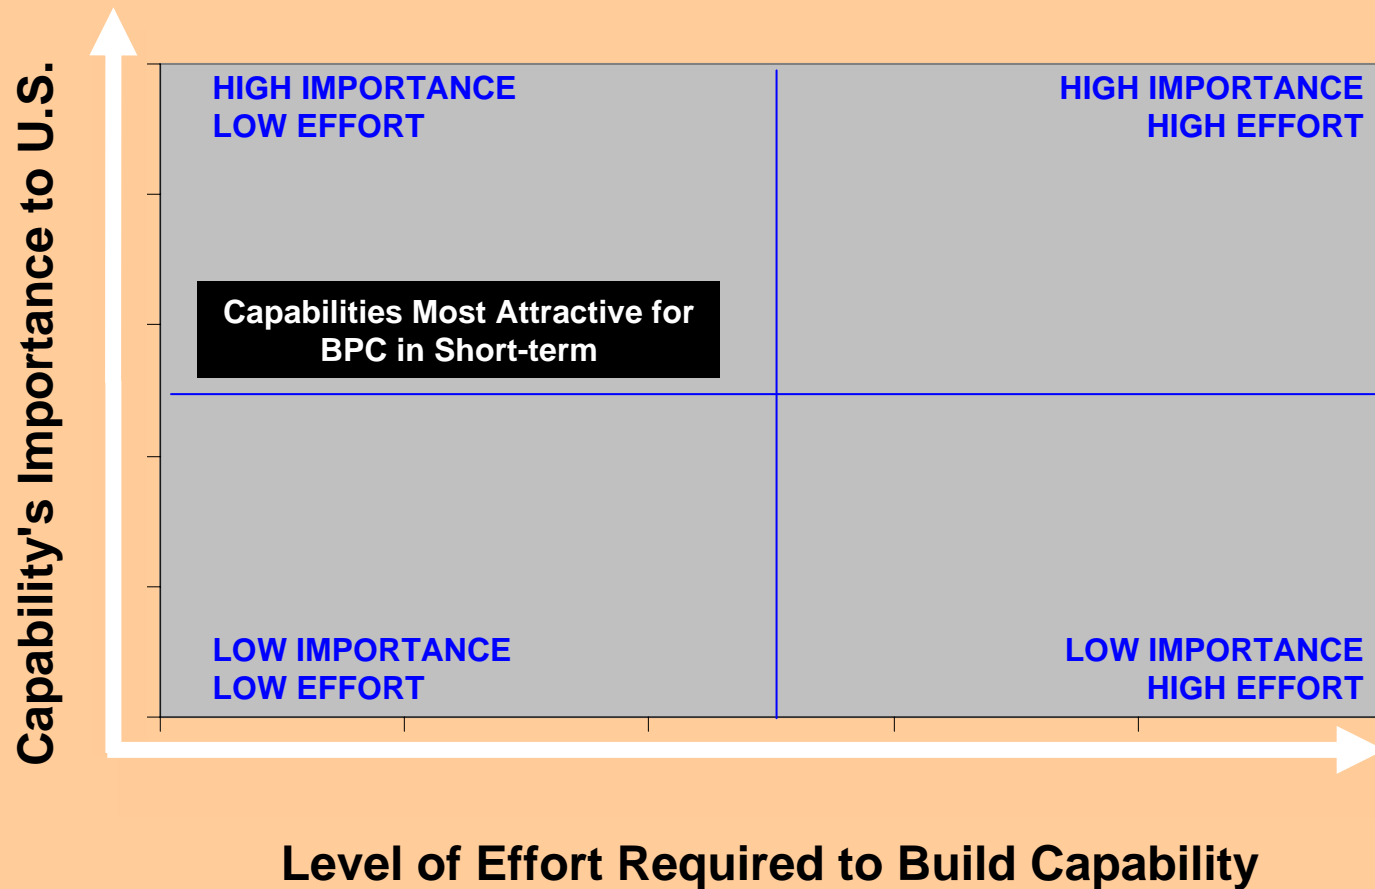 Capability's Importance to U.S.
HIGH IMPORTANCE
LOW EFFORT
HIGH IMPORTANCE
HIGH EFFORT
Capabilities Most Attractive for
BPC in Short-term
LOW IMPORTANCE
LOW EFFORT
LOW IMPORTANCE
HIGH EFFORT
Level of Effort Required to Build Capability